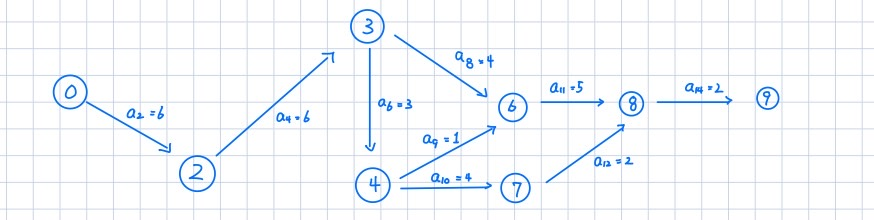 3
a8=4
0
a2=6
a4=6
a6=3
6
a11=5
8
a14=2
9
a9=1
2
4
a10=4
7
a12=2